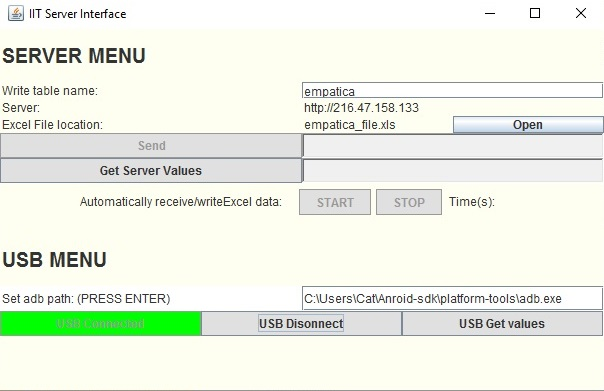 IIT Server Interface
SERVER MENU
Write table name: empatica
Server: http://216.47.158.133
Excel File location: empatica_file.xls Open
Send
Get Server Values
Automatically receive/writeExcel data: START STOP Time(s):
USB MENU
Set adb path: (PRESS ENTER) C:\Users\Cat\Anroid-sdk\platform-tools\adb.exe
USB Connected USB Disonnect USB Get values